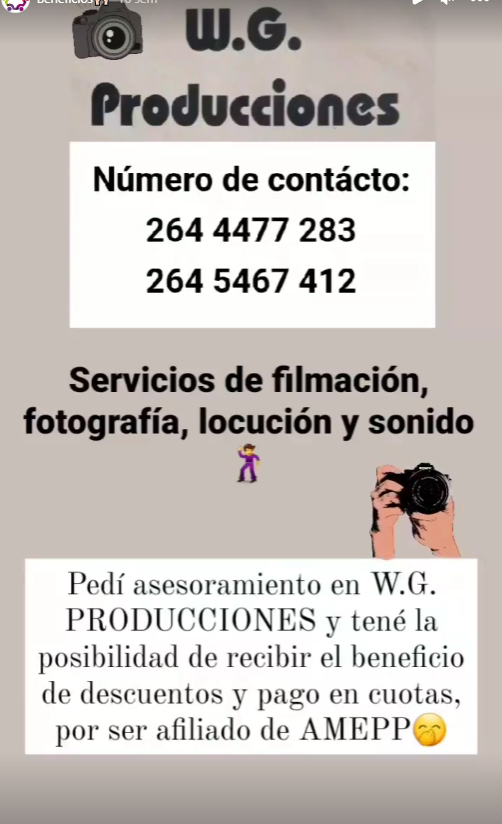 W.G.
Producciones
Número de contácto:
264 4477 283
264 5467 412
Servicios de filmación,
fotografía, locución y sonido
Pedí asesoramiento en W.G.
PRODUCCIONES y tené la
posibilidad de recibir el beneficio
de descuentos y pago en cuotas,
por ser afiliado de AMEPP🤭